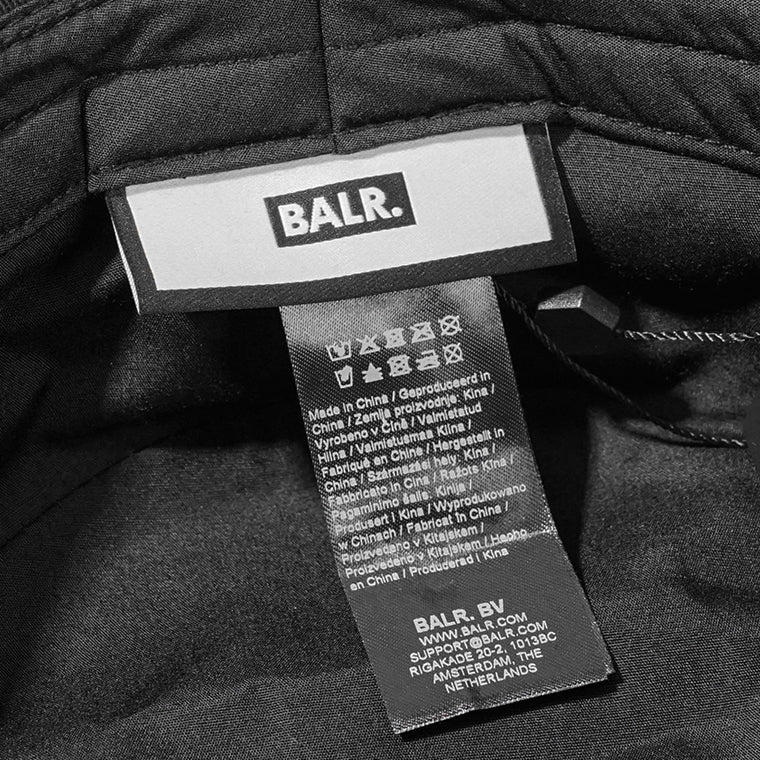 BALR.
Made in China / Geproduceerd in
China / Zemlja proizvodnje: Kina /
Vyrobeno v Číně / Valmistatud
Hiina / Valmistusmaa Kiina /
Fabriqué en Chine / Hergestellt in
China / Származási hely: Kína /
Fabbricato in Cina / Ražots Ķīnā /
Pagaminimo šalis: Kinija /
Produsert i Kina / Wyprodukowano
w Chinach / Fabricat în China /
Proizvedeno v Kitajskem /
Proizvedeno v Kitajskem / Hecho
en China / Producerad i Kina
BALR. BV
WWW.BALR.COM
SUPPORT@BALR.COM
RIGAKADE 20-2, 1013BC
AMSTERDAM, THE
NETHERLANDS